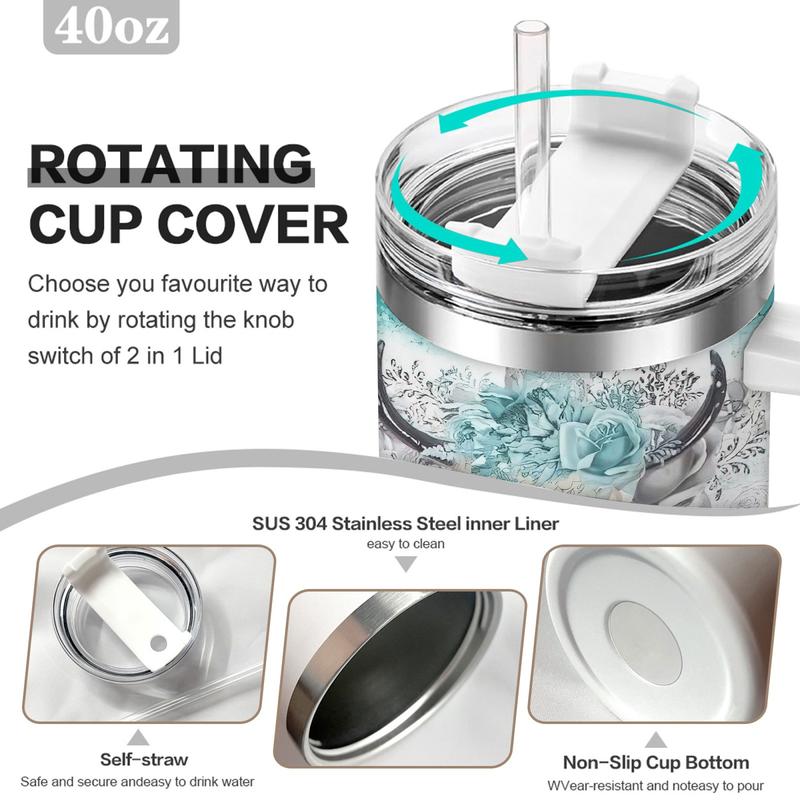 40oz
ROTATING
CUP COVER
Choose you favourite way to
drink by rotating the knob
switch of 2 in 1 Lid
SUS 304 Stainless Steel inner Liner
easy to clean
Self-straw
Safe and secure andeasy to drink water
Non-Slip Cup Bottom
WVear-resistant and noteasy to pour